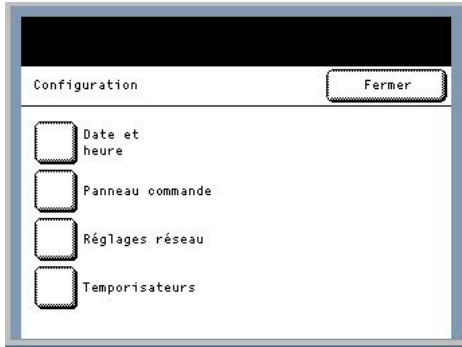 Configuration
Fermer
Date et
heure
Panneau commande
Réglages réseau
Temporisateurs